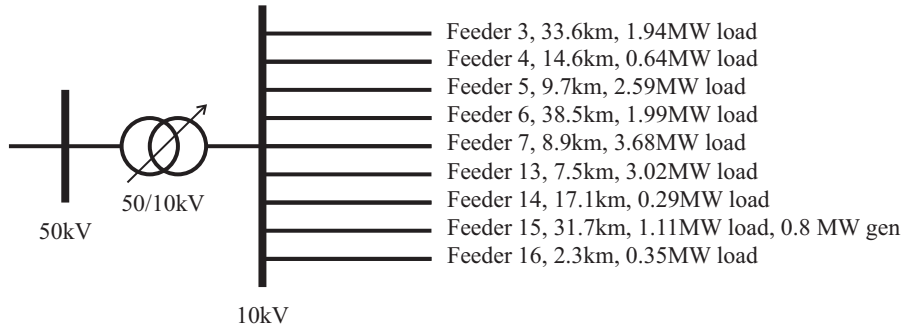 Feeder 3, 33.6km, 1.94MW load
Feeder 4, 14.6km, 0.64MW load
Feeder 5, 9.7km, 2.59MW load
Feeder 6, 38.5km, 1.99MW load
Feeder 7, 8.9km, 3.68MW load
Feeder 13, 7.5km, 3.02MW load
Feeder 14, 17.1km, 0.29MW load
Feeder 15, 31.7km, 1.11MW load, 0.8 MW gen
Feeder 16, 2.3km, 0.35MW load
50/10kV
50kV
10kV